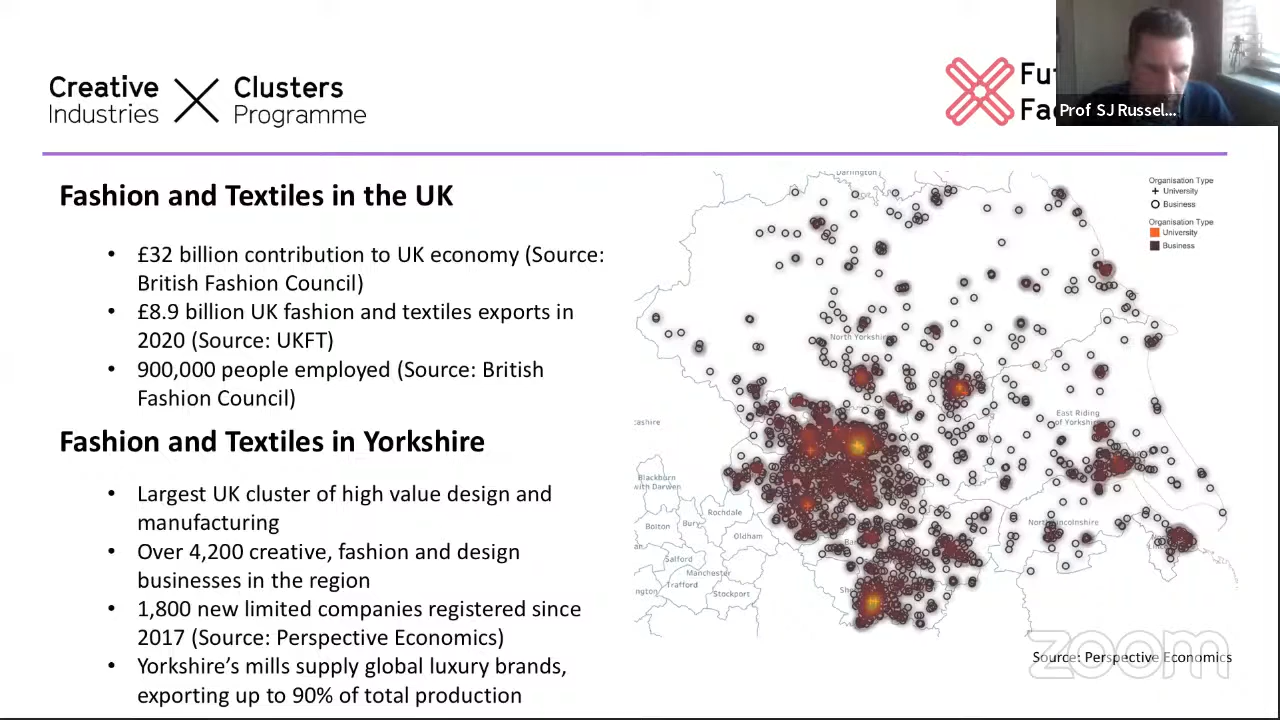 Creative
Industries
Clusters
Programme
Prof SJ Russel...
Fashion and Textiles in the UK
• £32 billion contribution to UK economy (Source:
British Fashion Council)
• £8.9 billion UK fashion and textiles exports in
2020 (Source: UKFT)
• 900,000 people employed (Source: British
Fashion Council)
Fashion and Textiles in Yorkshire
• Largest UK cluster of high value design and
manufacturing
• Over 4,200 creative, fashion and design
businesses in the region
• 1,800 new limited companies registered since
2017 (Source: Perspective Economics)
• Yorkshire's mills supply global luxury brands,
exporting up to 90% of total production
Darlington
Organisation Type
University
Business
Organisation Type
University
Business
North Yorkshire
East Riding
of Yorkshire
Blackburn
with Darwen
Rochdale
Bolton
Bury
Oldham
Salford
Manchester
Trafford
Stockport
North Lincolnshire
zoom
Source: Perspective Economics